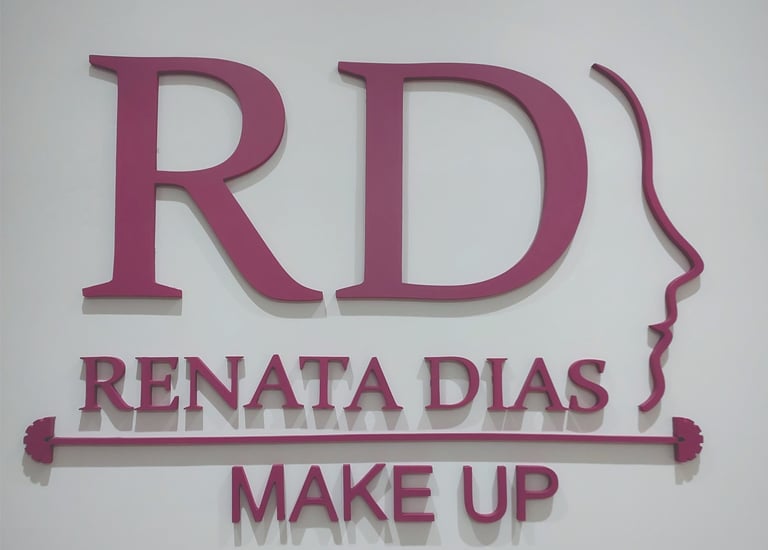 RD
RENATA DIAS
MAKE UP